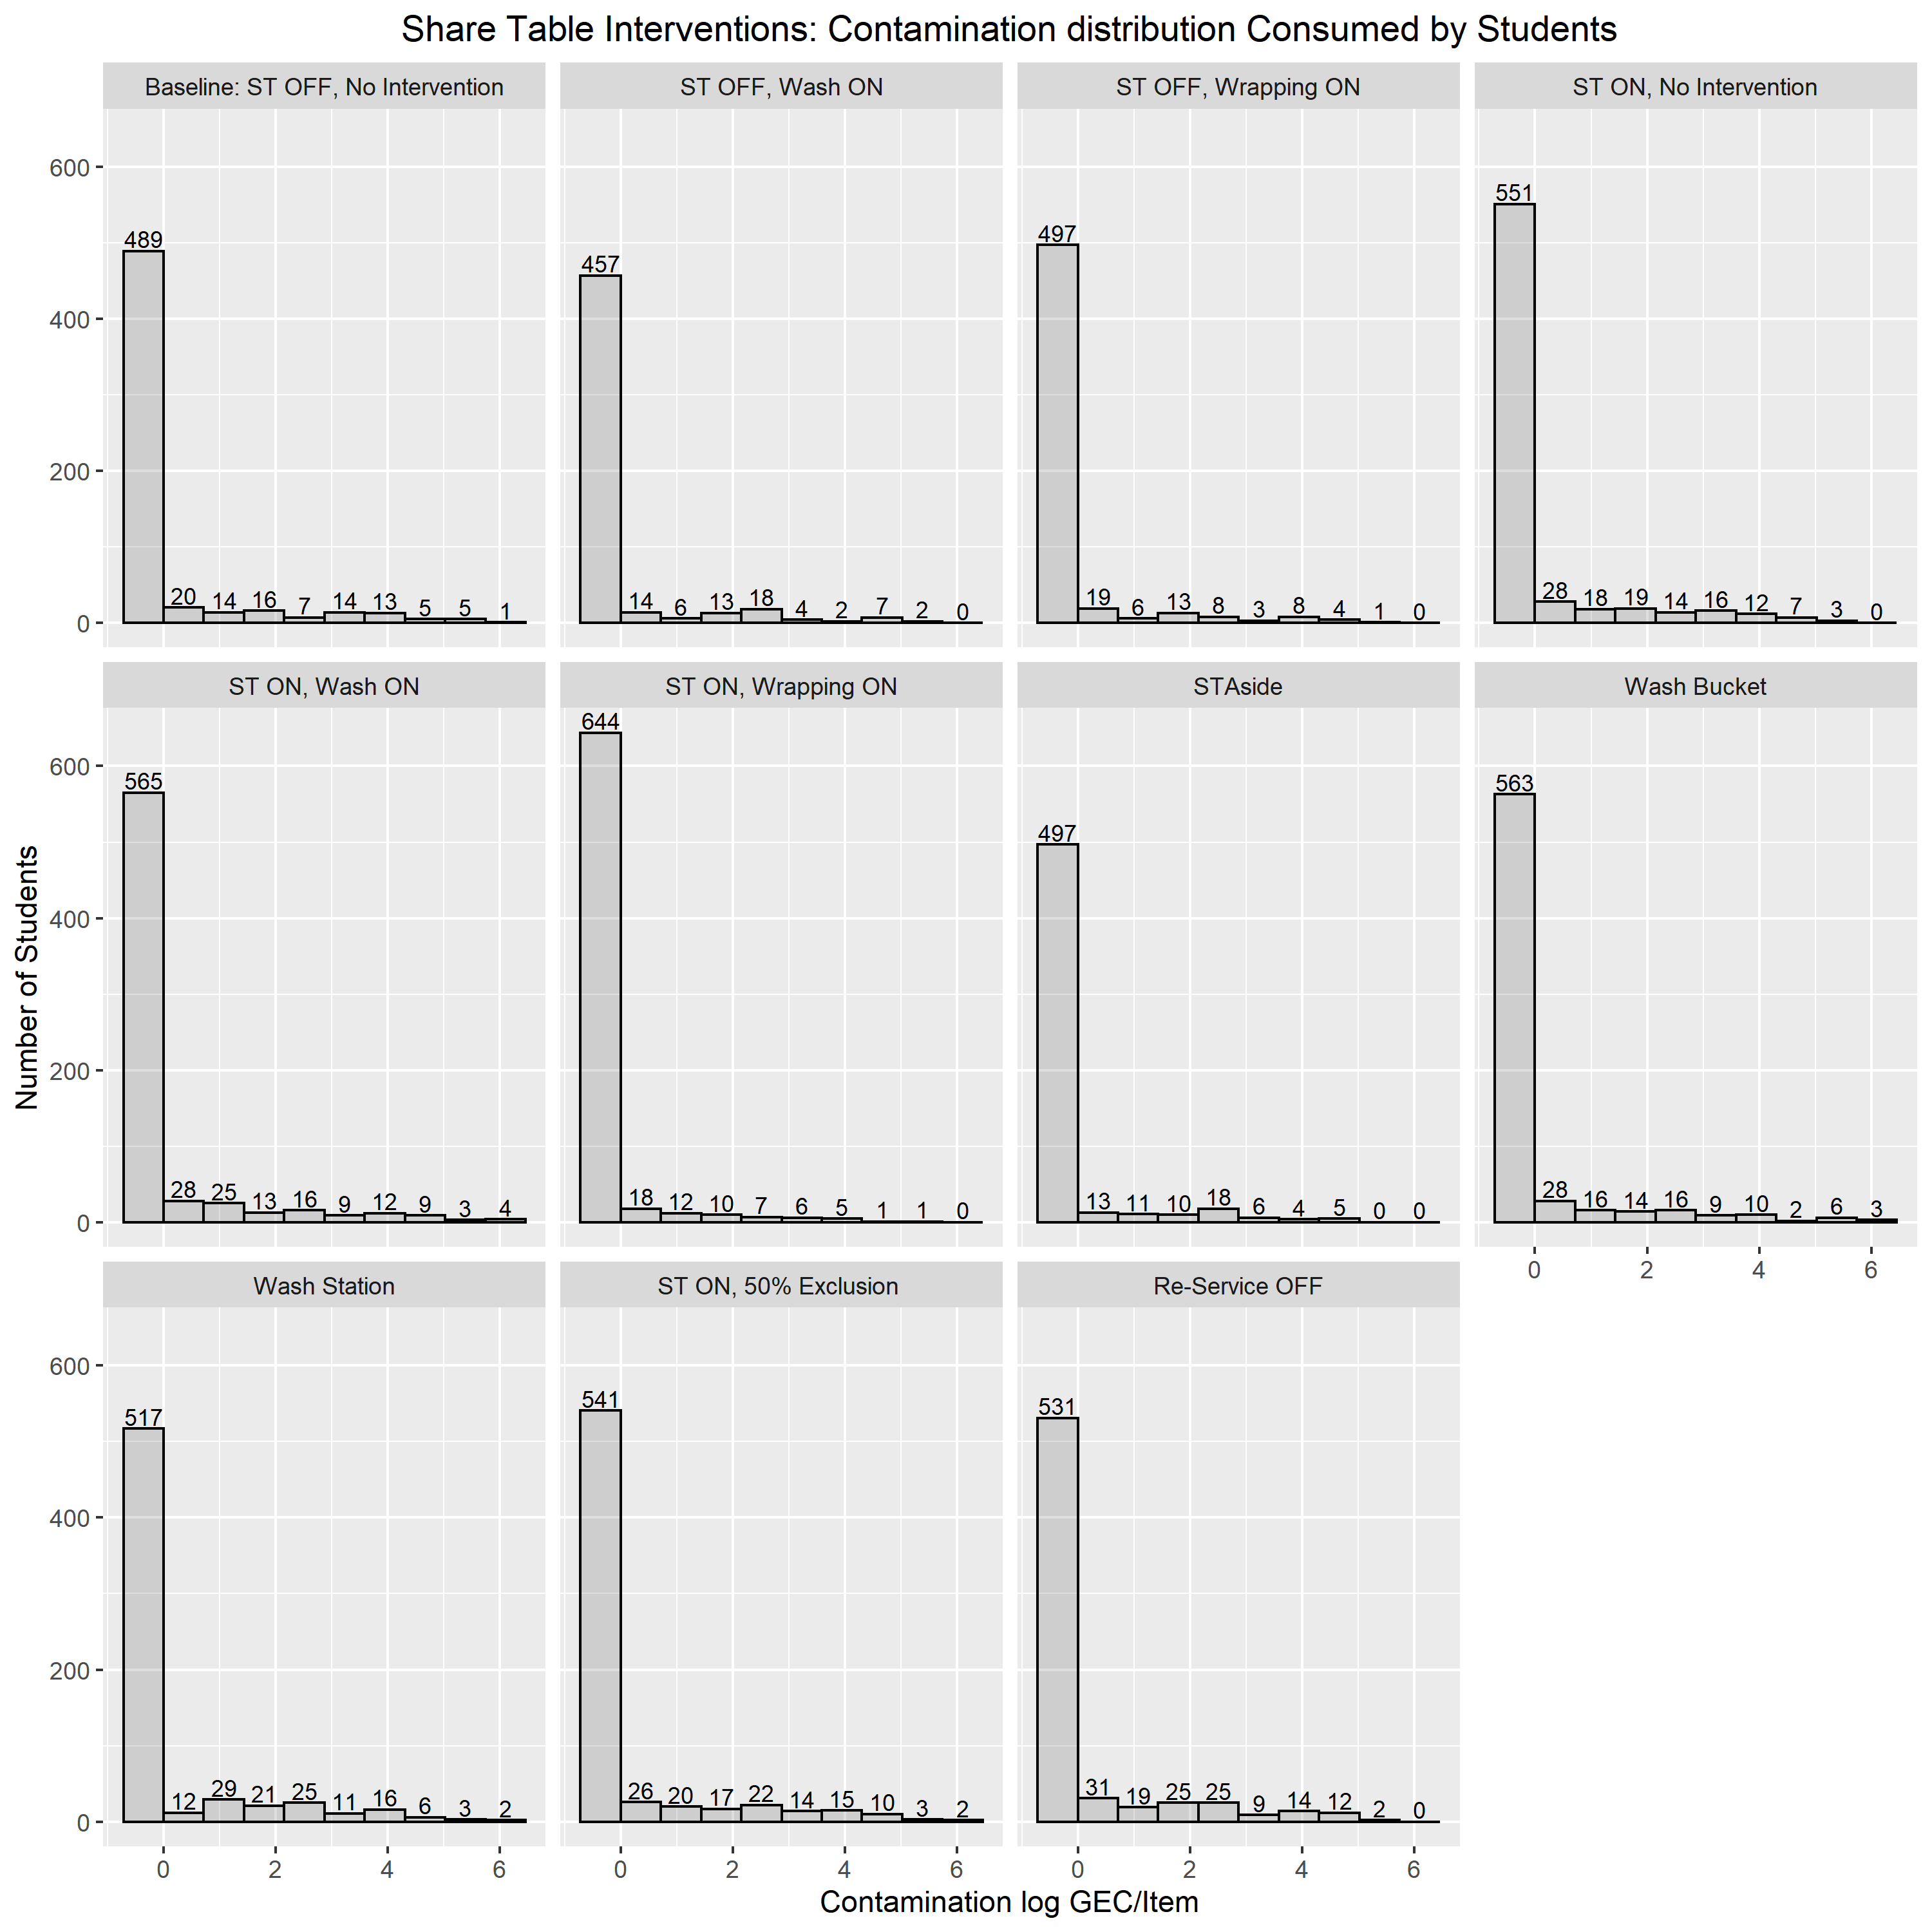 Share Table Interventions: Contamination distribution Consumed by Students
Baseline: ST OFF, No Intervention
ST OFF, Wash ON
ST OFF, Wrapping ON
ST ON, No Intervention
600
400
200
0
489
20 14 16 7 14 13 5 5 1
457
14 6 13 18 4 2 7 2 0
497
19 6 13 8 3 8 4 1 0
551
28 18 19 14 16 12 7 3 0
ST ON, Wash ON
ST ON, Wrapping ON
STAside
Wash Bucket
600
400
200
0
565
28 25 13 16 9 12 9 3 4
644
18 12 10 7 6 5 1 1 0
497
13 11 10 18 6 4 5 0 0
563
28 16 14 16 9 10 2 6 3
0 2 4 6
Wash Station
ST ON, 50% Exclusion
Re-Service OFF
600
400
200
0
517
12 29 21 25 11 16 6 3 2
541
26 20 17 22 14 15 10 3 2
531
31 19 25 25 9 14 12 2 0
0 2 4 6
0 2 4 6
0 2 4 6
Number of Students
Contamination log GEC/Item